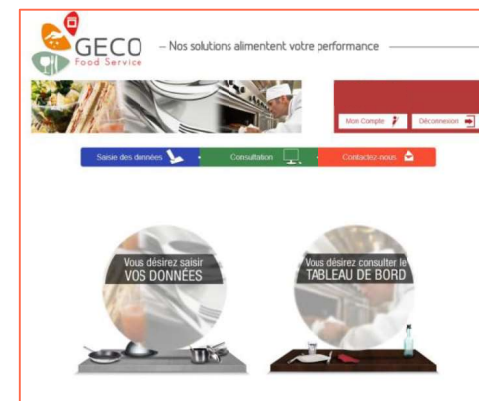 GECO
Food Service
– Nos solutions alimentent votre performance
Mon Compte
Déconnexion
Saisie des données
Consultation
Contactez-nous
Vous désirez saisir
VOS DONNÉES
Vous désirez consulter le
TABLEAU DE BORD